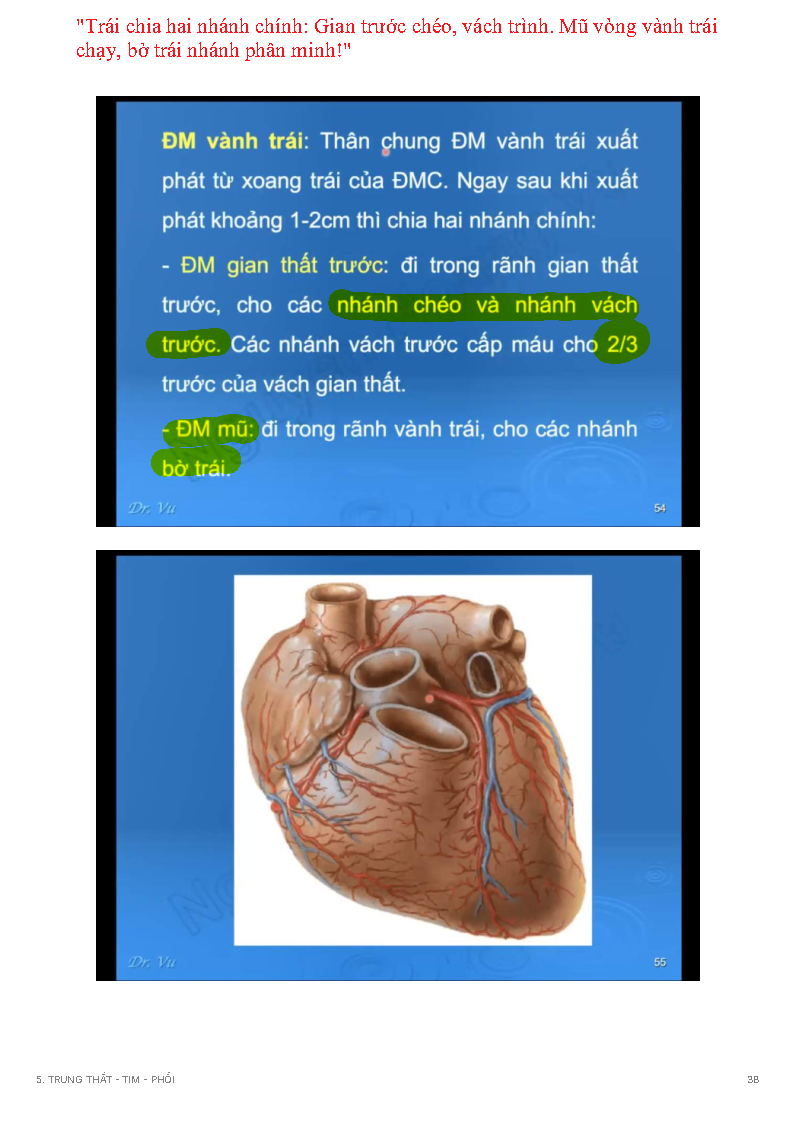 "Trái chia hai nhánh chính: Gian trước chéo, vách trình. Mũ vòng vành trái
chạy, bờ trái nhánh phân minh!"
ĐM vành trái: Thân chung ĐM vành trái xuất
phát từ xoang trái của ĐMC. Ngay sau khi xuất
phát khoảng 1-2cm thì chia hai nhánh chính:
- ĐM gian thất trước: đi trong rãnh gian thất
trước, cho các nhánh chéo và nhánh vách
trước. Các nhánh vách trước cấp máu cho 2/3
trước của vách gian thất.
- ĐM mũ: đi trong rãnh vành trái, cho các nhánh
bờ trái.
Dr. Vu
54
Dr. Vu
55
5. TRUNG THẤT - TIM - PHỔI
38